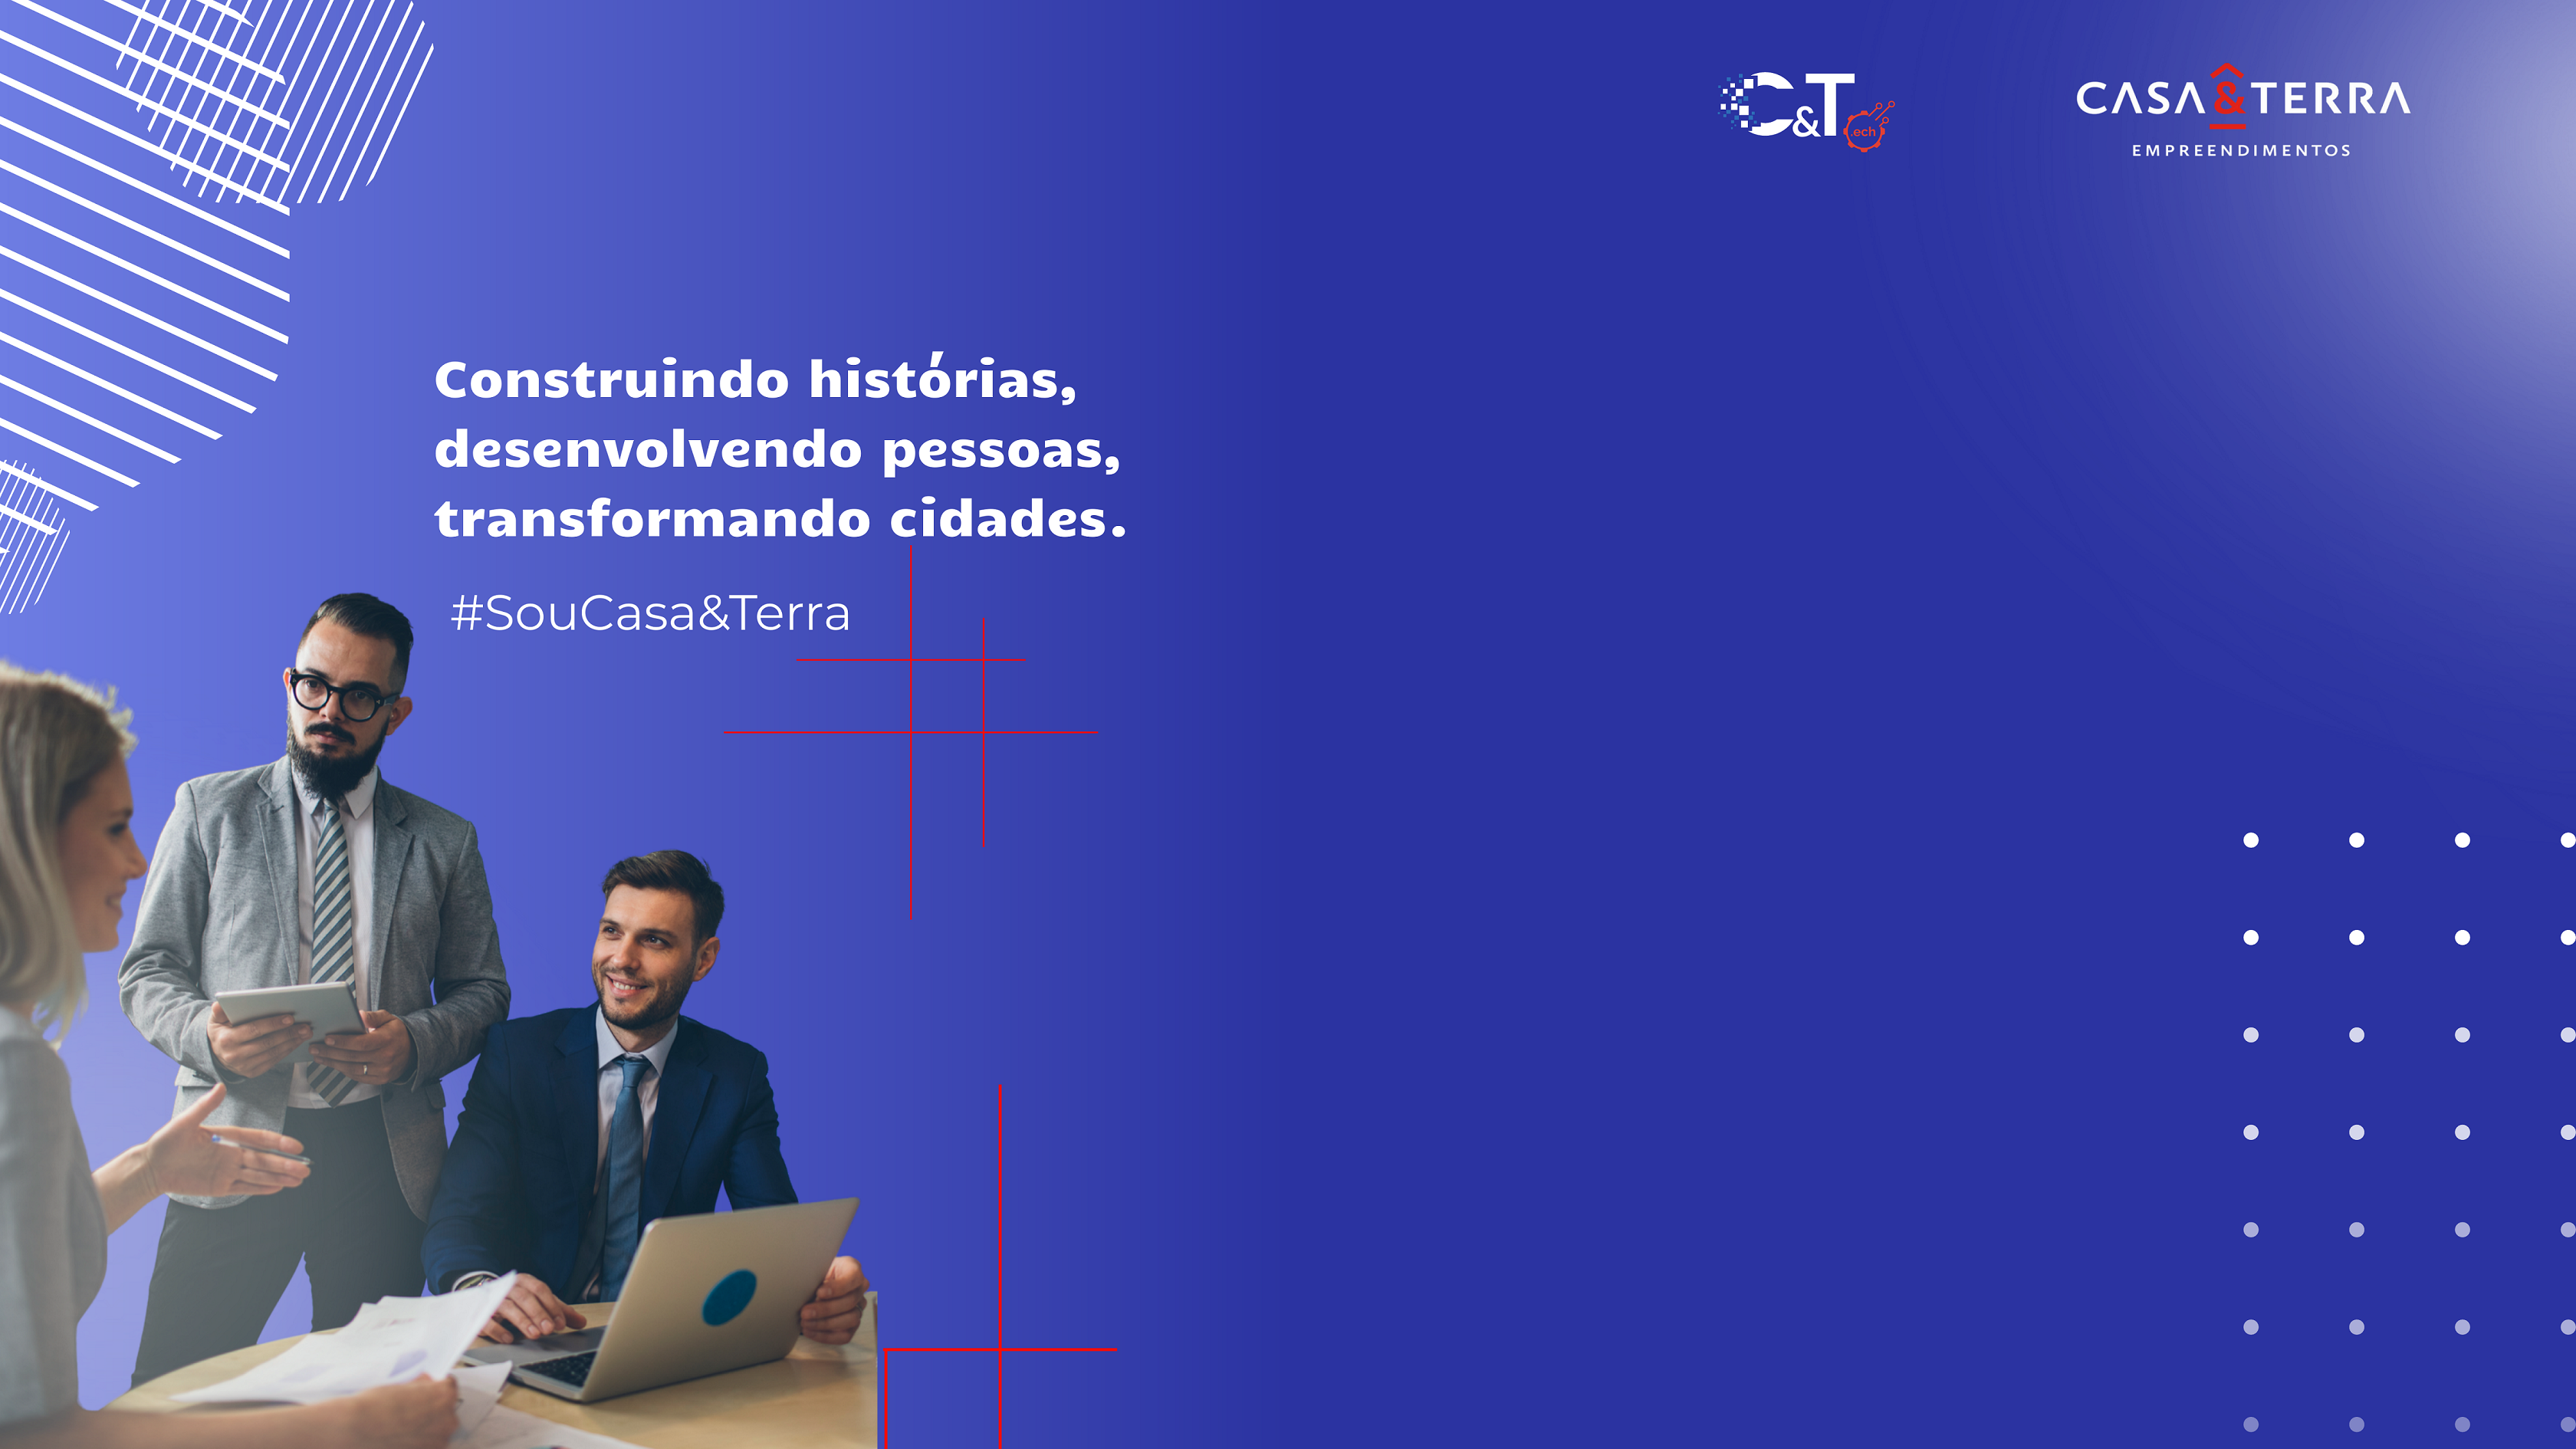 C&T.ech
CASA&TERRA
EMPREENDIMENTOS
Construindo histórias,
desenvolvendo pessoas,
transformando cidades.
#SouCasa&Terra